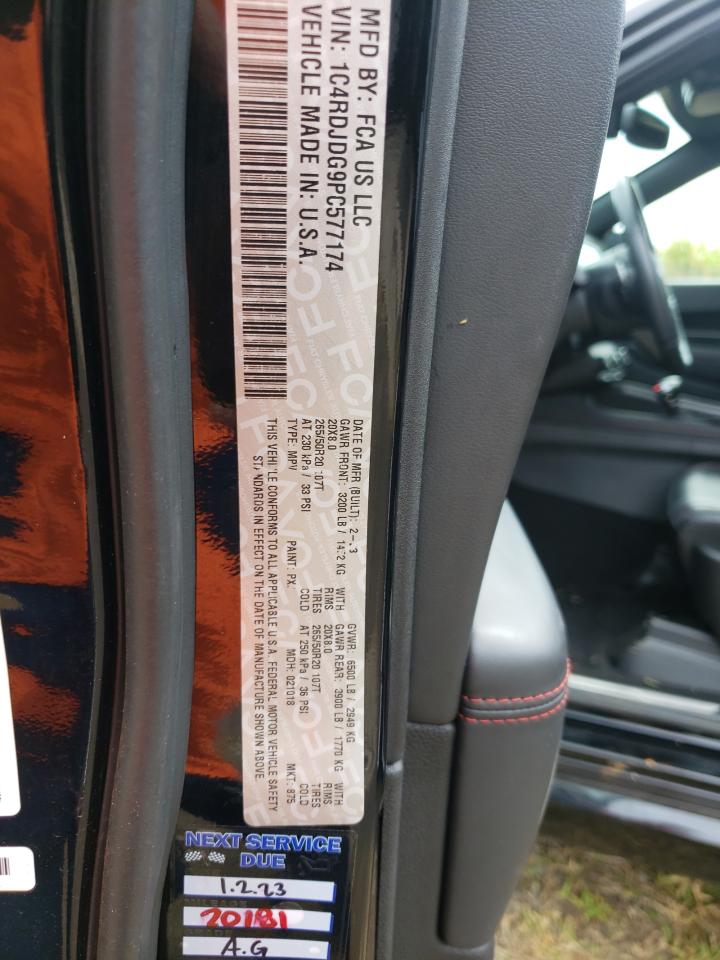 MFD BY: FCA US LLC
VIN: 1C4RDJDG9PC577174
VEHICLE MADE IN: U.S.A.
DATE OF MFR (BUILT): 2- GVWR: 6500 LB / 2949 KG
GAWR FRONT: 3200 LB / KG WITH GAWR REAR: 3900 LB / 1770 KG WITH
20X8.0 RIMS 20X8.0 RIMS
265/50R20 107T TIRES 265/50R20 107T TIRES
AT 230 kPa / 33 PSI COLD AT 250 kPa / 36 PSI COLD
TYPE: MPV PAINT: PX MDH: 021018 MKT: 875
THIS VEHICLE CONFORMS TO ALL APPLICABLE U.S.A. FEDERAL MOTOR VEHICLE SAFETY
STANDARDS IN EFFECT ON THE DATE OF MANUFACTURE SHOWN ABOVE.
NEXT SERVICE
DUE
1.2.23
MILEAGE
20181
A.G